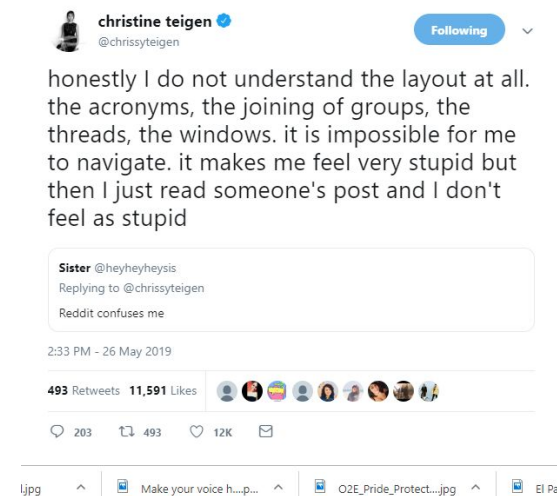 christine teigen
@chrissyteigen
Following
honestly I do not understand the layout at all.
the acronyms, the joining of groups, the
threads, the windows. it is impossible for me
to navigate. it makes me feel very stupid but
then I just read someone's post and I don't
feel as stupid
Sister @heyheyheysis
Replying to @chrissyteigen
Reddit confuses me
2:33 PM - 26 May 2019
493 Retweets 11,591 Likes
203 493 12K
l.jpg Make your voice h....p... O2E_Pride_Protect....jpg El Pa